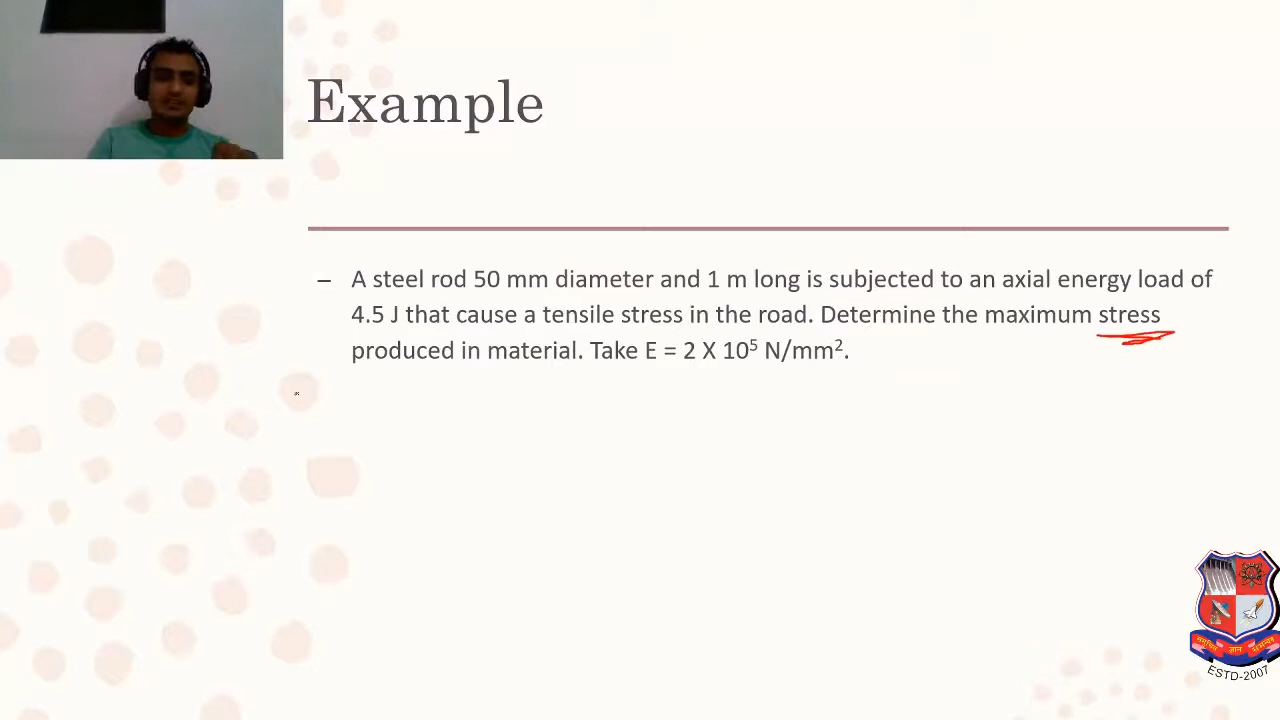 Example
– A steel rod 50 mm diameter and 1 m long is subjected to an axial energy load of
4.5 J that cause a tensile stress in the road. Determine the maximum stress
produced in material. Take E = 2 X 10⁵ N/mm².
ESTD-2007